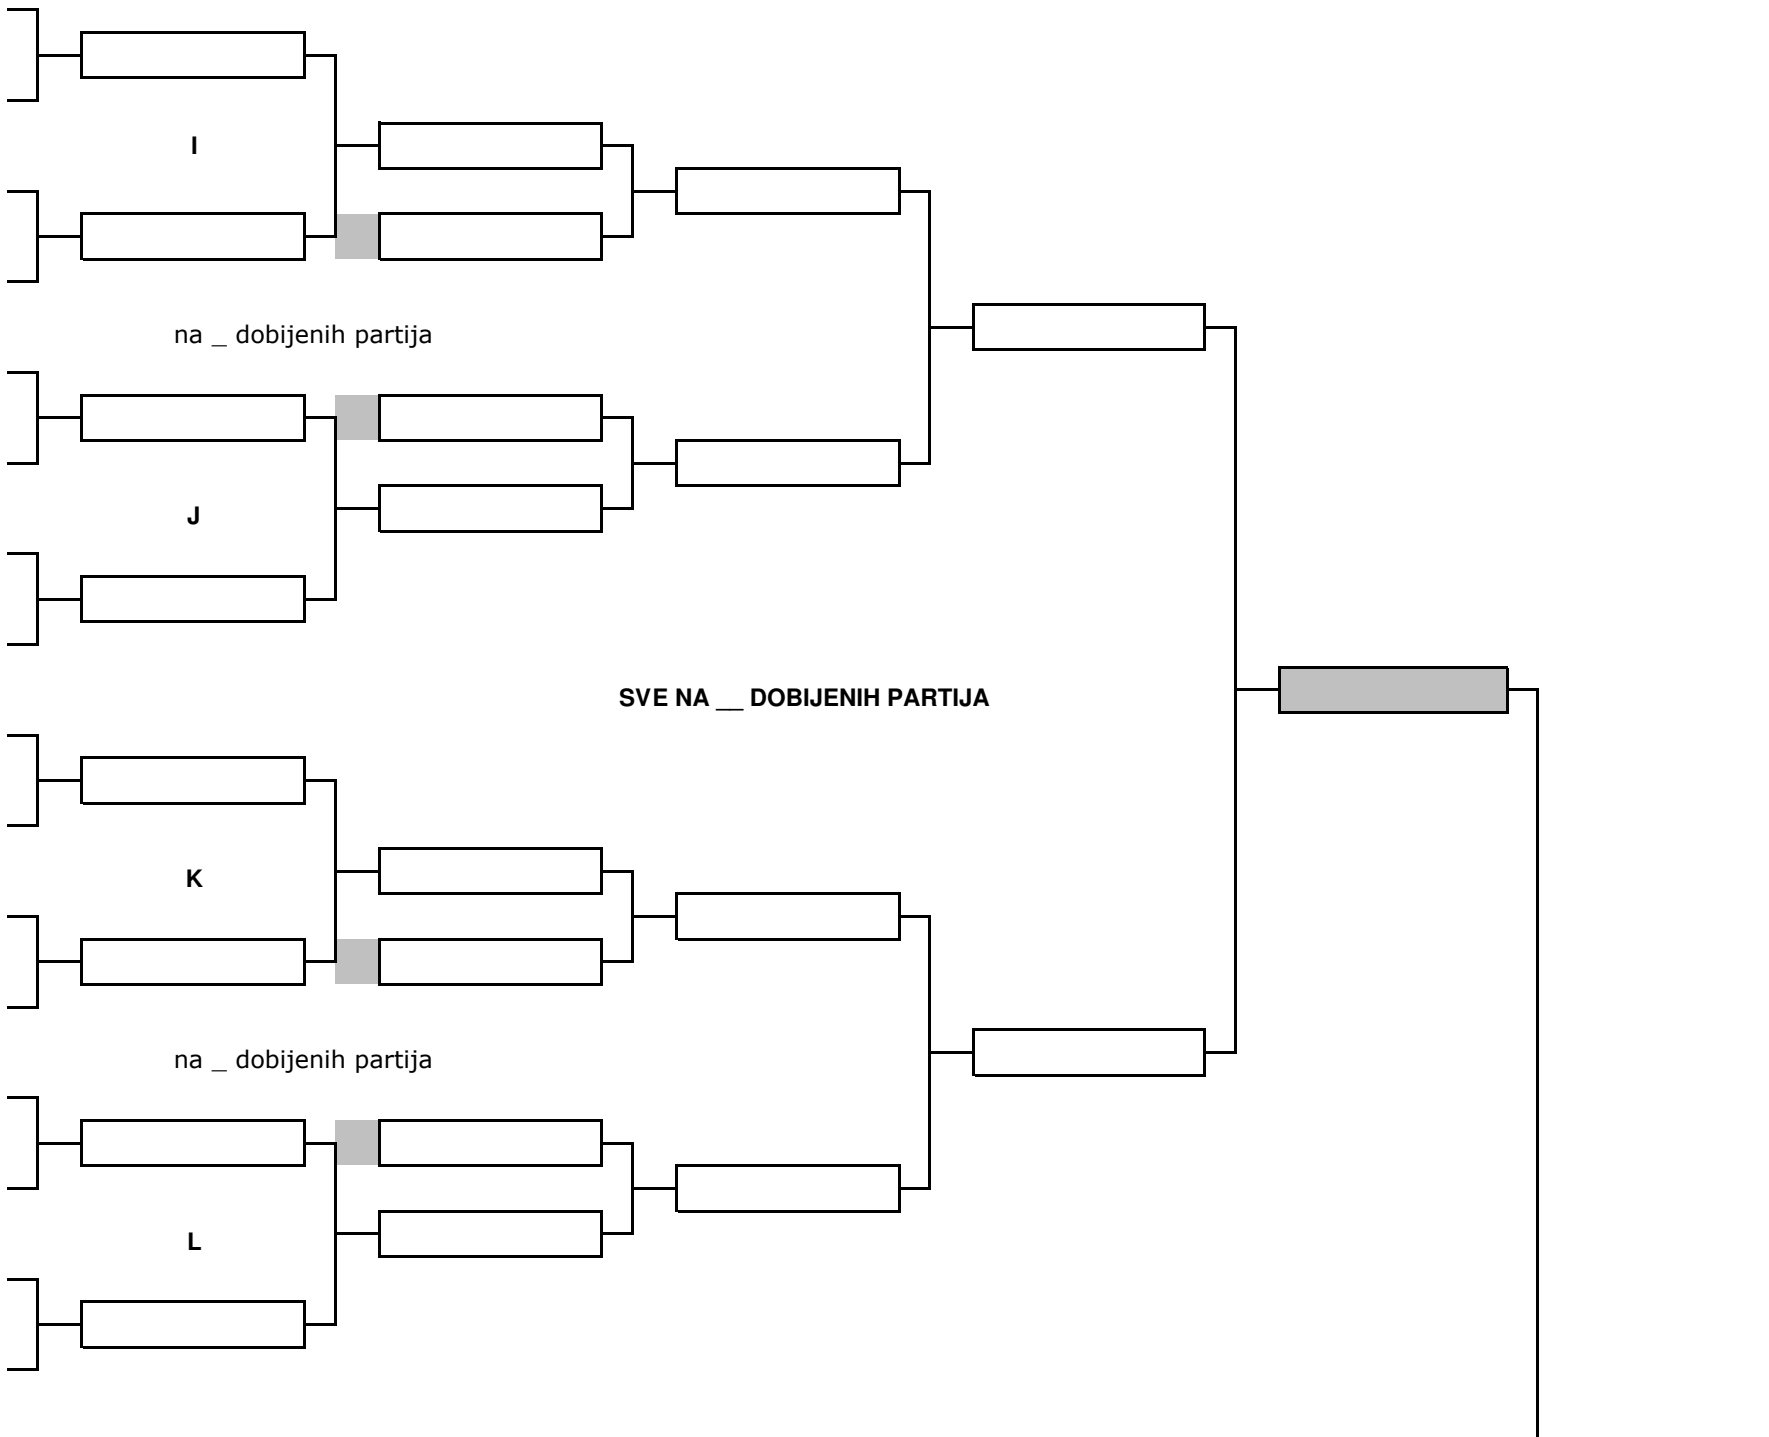 I
na _ dobijenih partija
J
SVE NA __ DOBIJENIH PARTIJA
K
na _ dobijenih partija
L